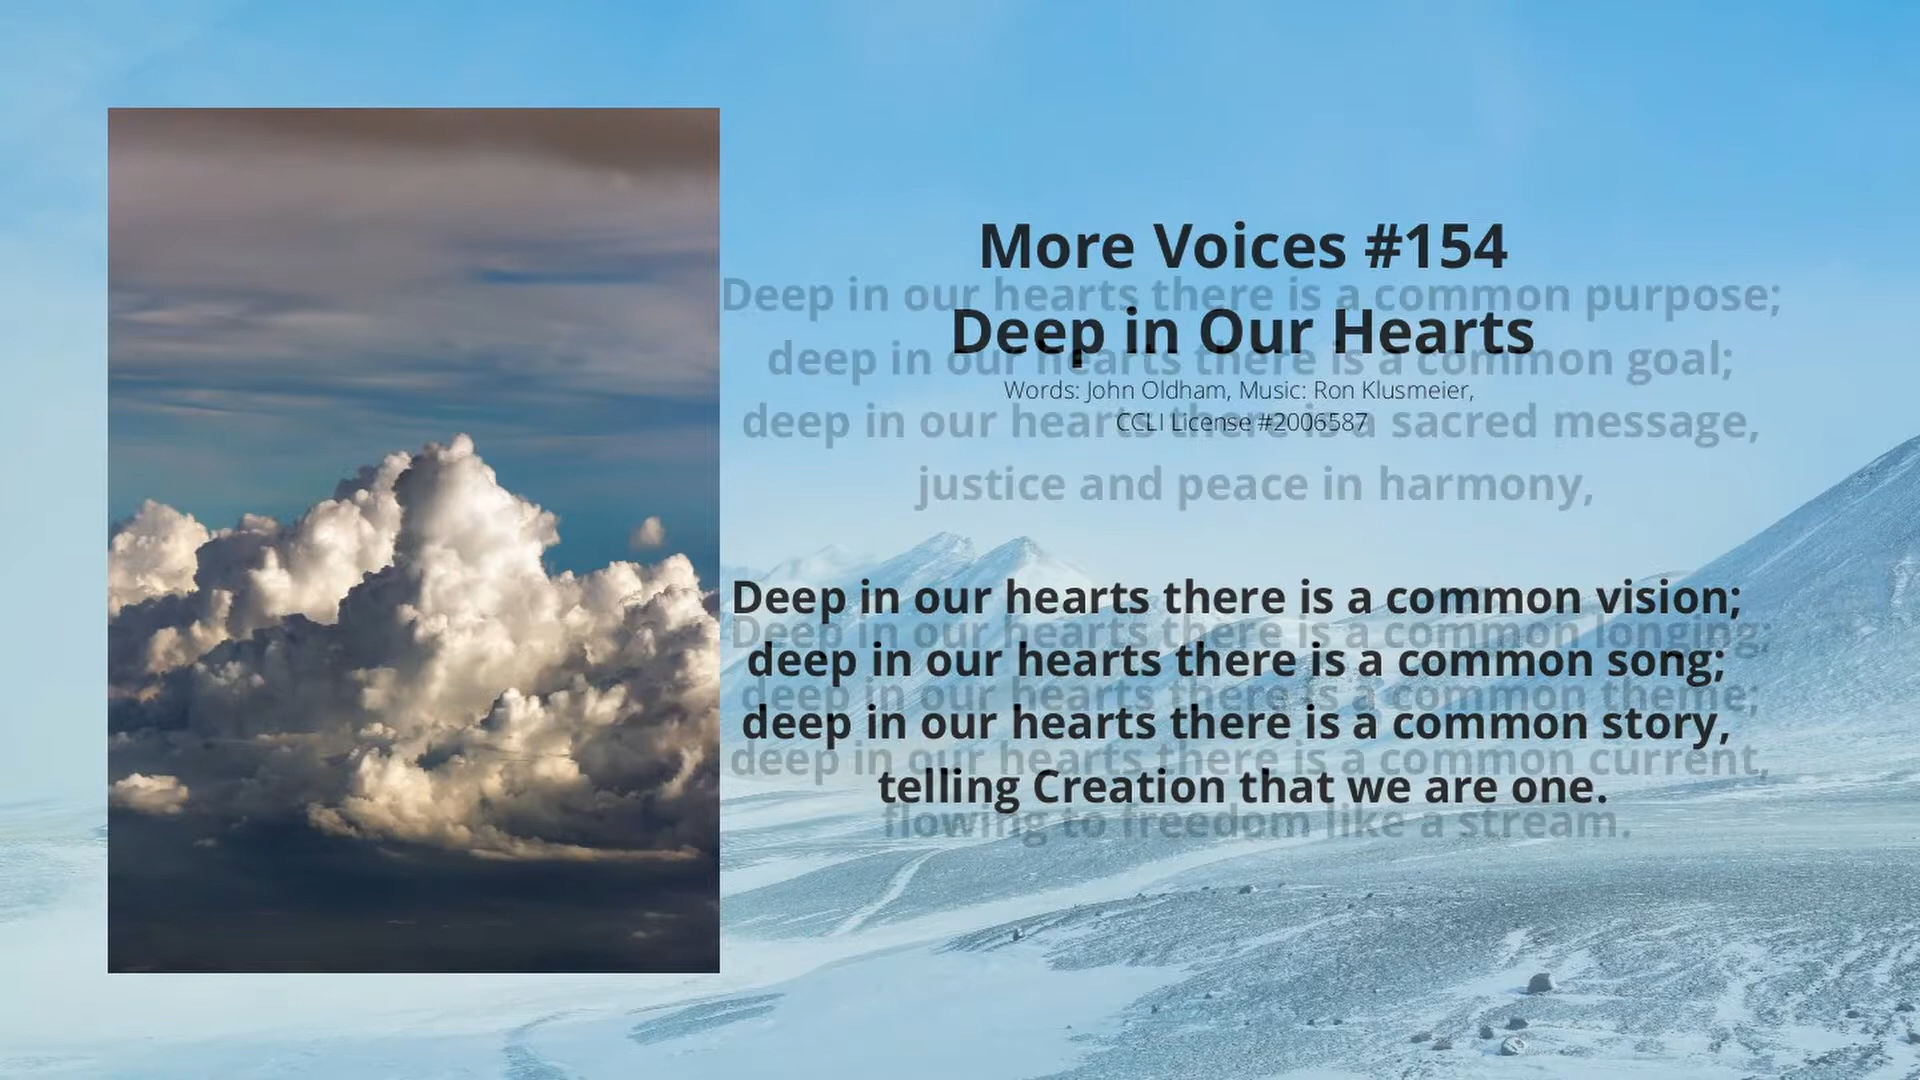 More Voices #154
Deep in our hearts there is a common purpose;
Deep in Our Hearts
deep in our hearts there is a common goal;
Words: John Oldham, Music: Ron Klusmeier,
deep in our hearts there is a sacred message,
CCLI License #2006587
justice and peace in harmony,
Deep in our hearts there is a common vision;
Deep in our hearts there is a common longing;
deep in our hearts there is a common song;
deep in our hearts there is a common theme;
deep in our hearts there is a common story,
deep in our hearts there is a common current,
telling Creation that we are one.
flowing to freedom like a stream.